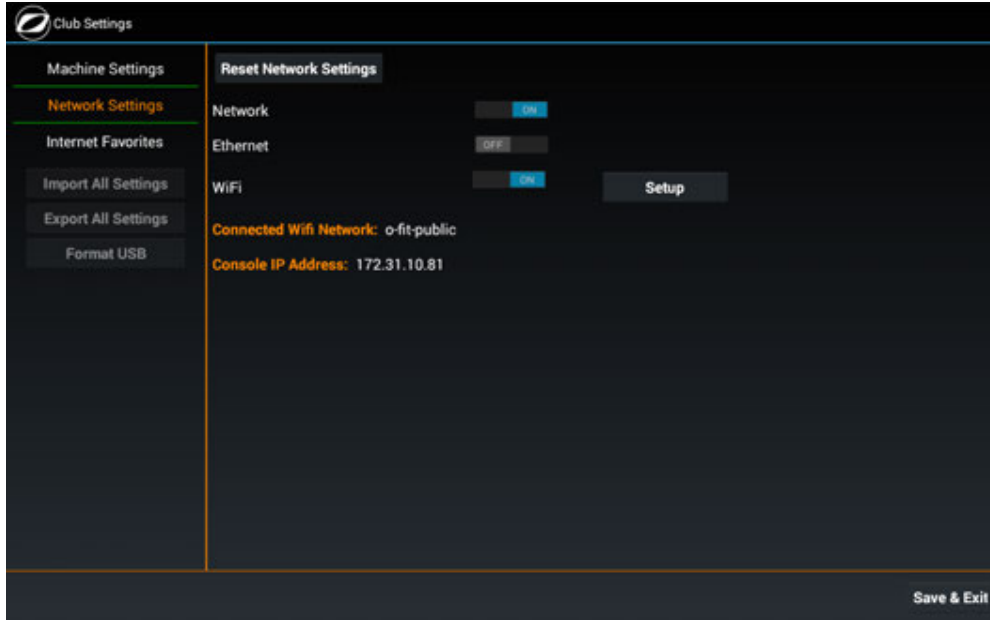 Club Settings
Machine Settings
Network Settings
Internet Favorites
Import All Settings
Export All Settings
Format USB
Reset Network Settings
Network ON
Ethernet OFF
WiFi ON Setup
Connected Wifi Network: o-fit-public
Console IP Address: 172.31.10.81
Save & Exit